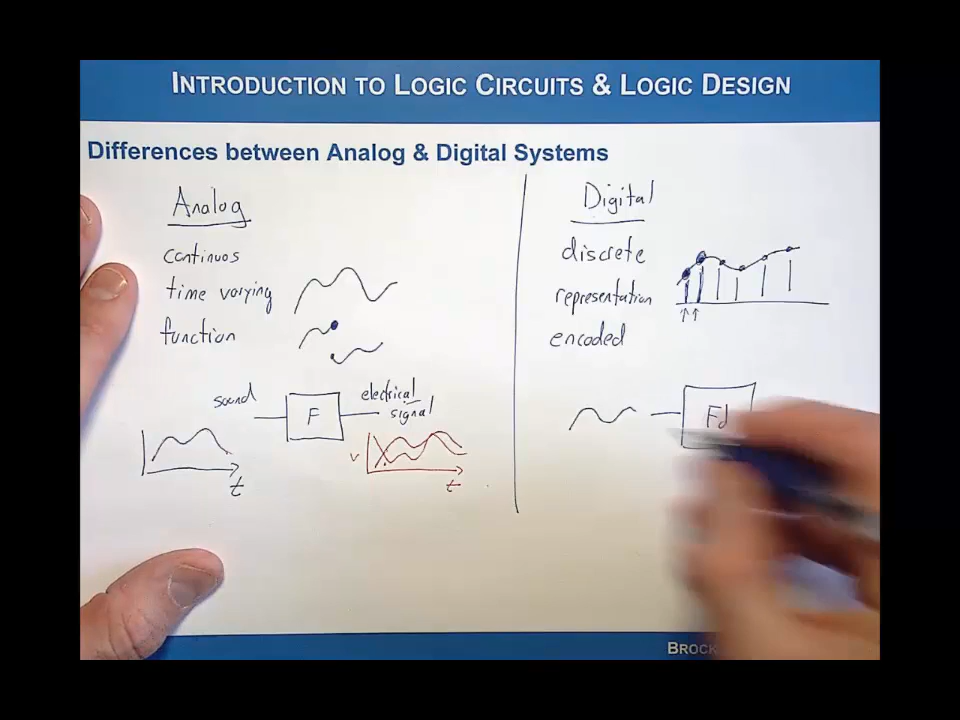 INTRODUCTION TO LOGIC CIRCUITS & LOGIC DESIGN
Differences between Analog & Digital Systems
Analog
continuos
time varying
function
sound
F
electrical
signal
t
v
t
Digital
discrete
representation
encoded
Fd
BROCK